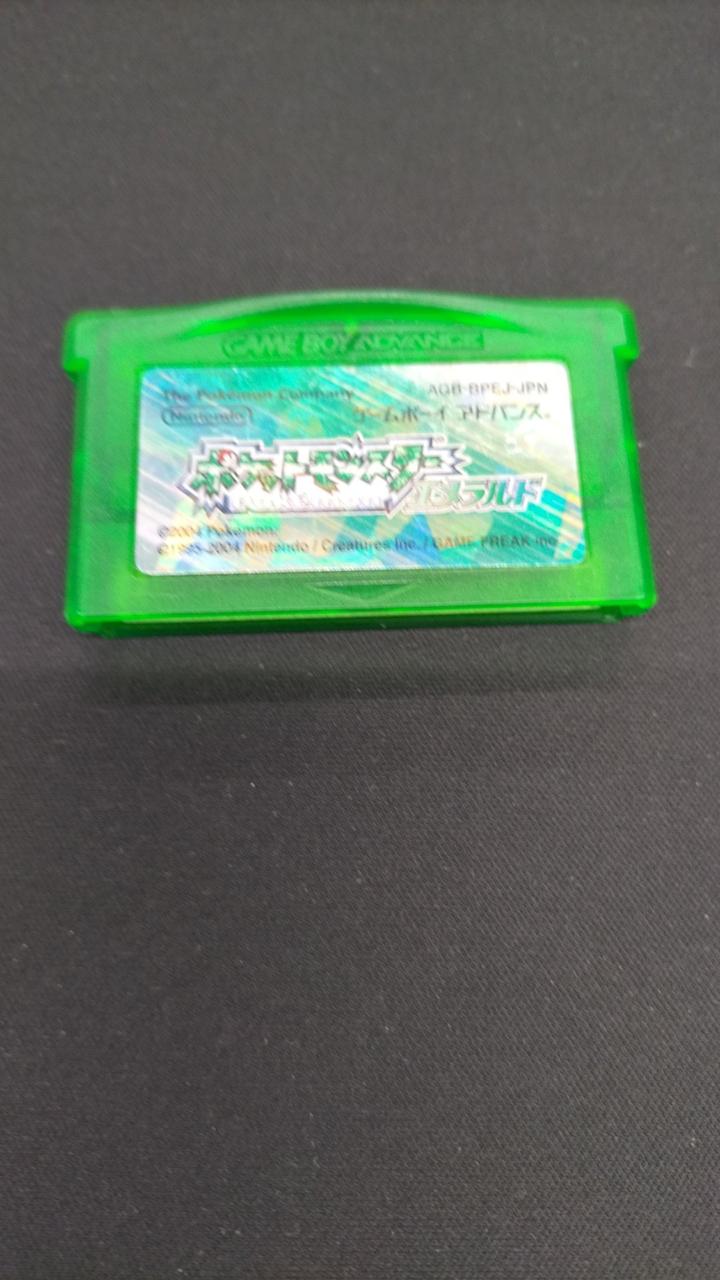 GAME BOY ADVANCE
The Pokémon Company AGB-BPEJ-JPN
Nintendo ゲームボーイ アドバンス®
ポケットモンスター
エメラルド
©2004 Pokémon.
©1995-2004 Nintendo / Creatures Inc. / GAME FREAK inc.